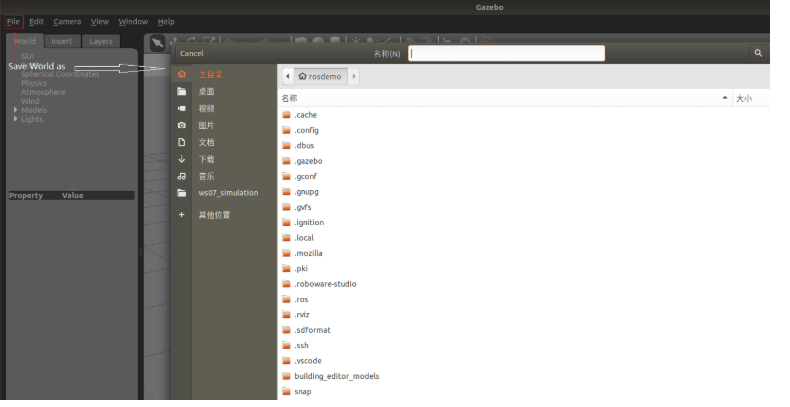 Gazebo
File Edit Camera View Window Help
World Insert Layers
Cancel
名称(N)
GUI
Save World as
Spherical Coordinates
Physics
Atmosphere
Wind
Models
Lights
Property Value
主目录
桌面
视频
图片
文档
下载
音乐
ws07_simulation
其他位置
rosdemo
名称 大小
.cache
.config
.dbus
.gazebo
.gconf
.gnupg
.gvfs
.ignition
.local
.mozilla
.pki
.roboware-studio
.ros
.rviz
.sdformat
.ssh
.vscode
building_editor_models
snap